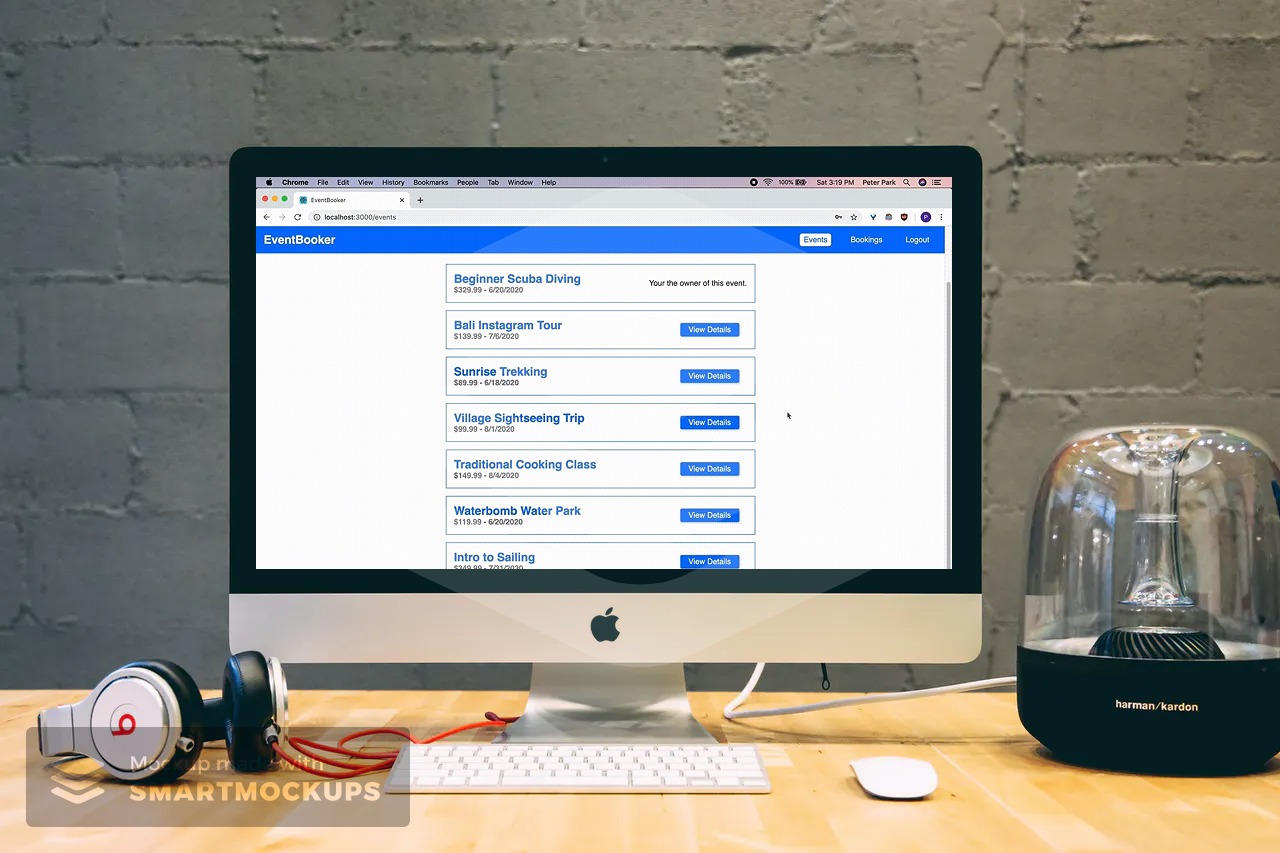 Chrome File Edit View History Bookmarks People Tab Window Help 100% Sat 3:19 PM Peter Park
EventBooker
localhost:3000/events
P
EventBooker Events Bookings Logout
Beginner Scuba Diving
$329.99 - 6/20/2020
Your the owner of this event.
Bali Instagram Tour
$139.99 - 7/6/2020
View Details
Sunrise Trekking
$89.99 - 6/18/2020
View Details
Village Sightseeing Trip
$99.99 - 8/1/2020
View Details
Traditional Cooking Class
$149.99 - 8/4/2020
View Details
Waterbomb Water Park
$119.99 - 6/20/2020
View Details
Intro to Sailing
$349.99 - 7/31/2020
View Details
harman/kardon
b
Mockup made with
SMARTMOCKUPS